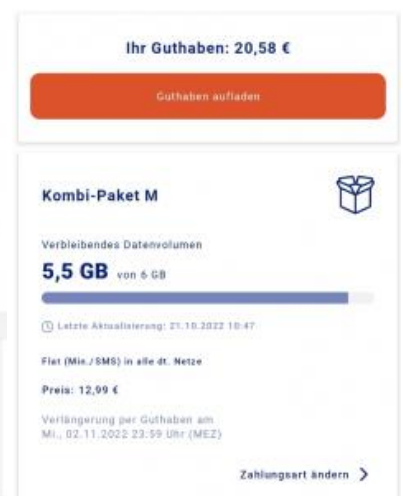 Ihr Guthaben: 20,58 €
Guthaben aufladen
Kombi-Paket M
Verbleibendes Datenvolumen
5,5 GB von 6 GB
Letzte Aktualisierung: 21.10.2022 10:47
Flat (Min./SMS) in alle dt. Netze
Preis: 12,99 €
Verlängerung per Guthaben am
Mi., 02.11.2022 23:59 Uhr (MEZ)
Zahlungsart ändern